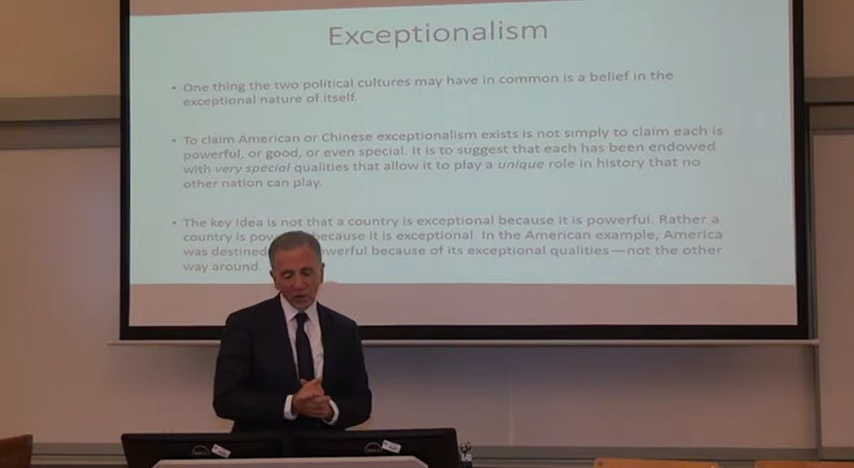 Exceptionalism
• One thing the two political cultures may have in common is a belief in the
exceptional nature of itself.
• To claim American or Chinese exceptionalism exists is not simply to claim each is
powerful, or good, or even special. It is to suggest that each has been endowed
with very special qualities that allow it to play a unique role in history that no
other nation can play.
• The key idea is not that a country is exceptional because it is powerful. Rather a
country is because it is exceptional. In the American example, America
was because of its exceptional qualities—not the other
way around.